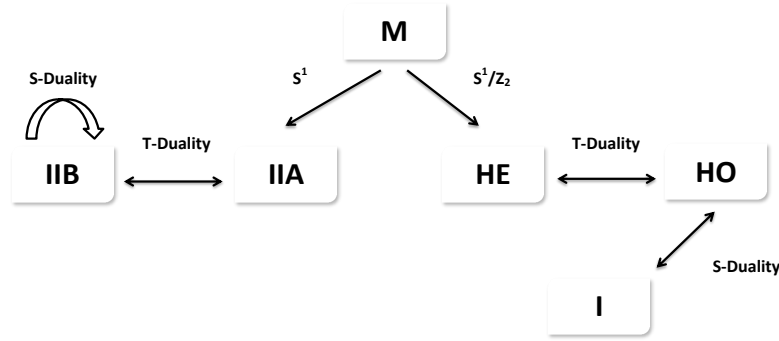 M
S-Duality
S¹
S¹/Z₂
T-Duality
T-Duality
IIB
IIA
HE
HO
S-Duality
I